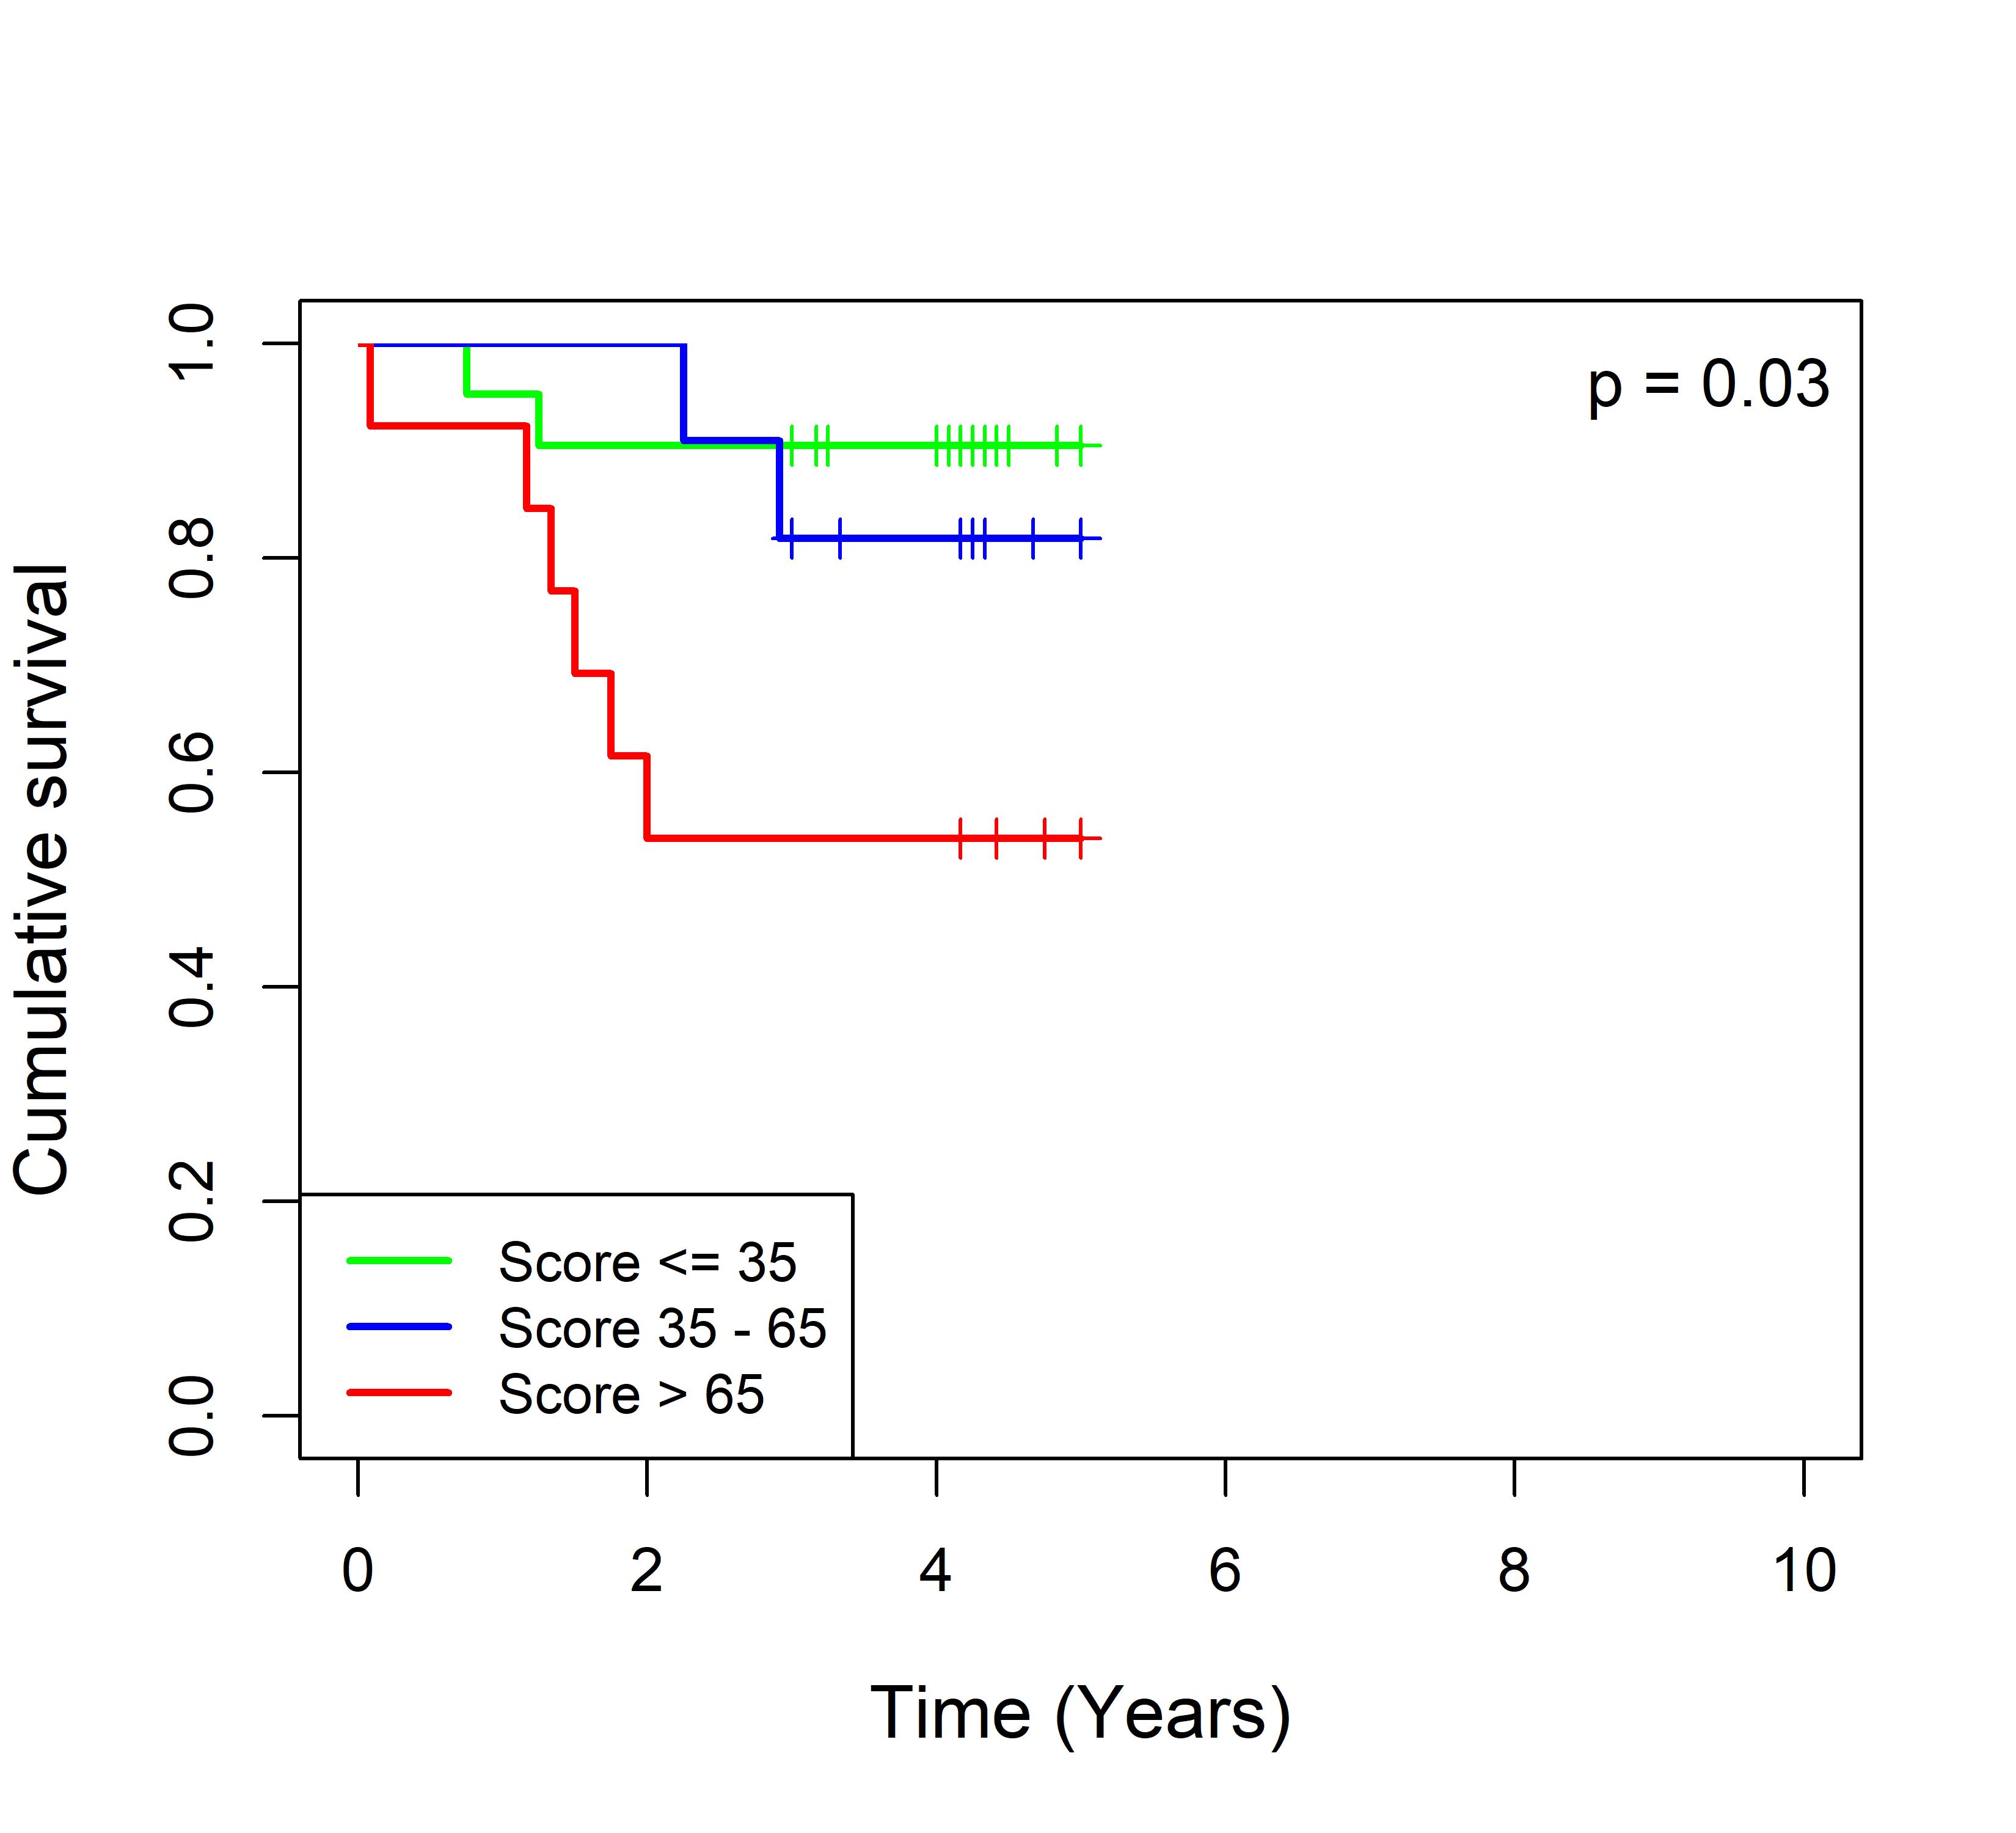 p = 0.03
Cumulative survival
1.0
0.8
0.6
0.4
0.2
0.0
Score <= 35
Score 35 - 65
Score > 65
0 2 4 6 8 10
Time (Years)